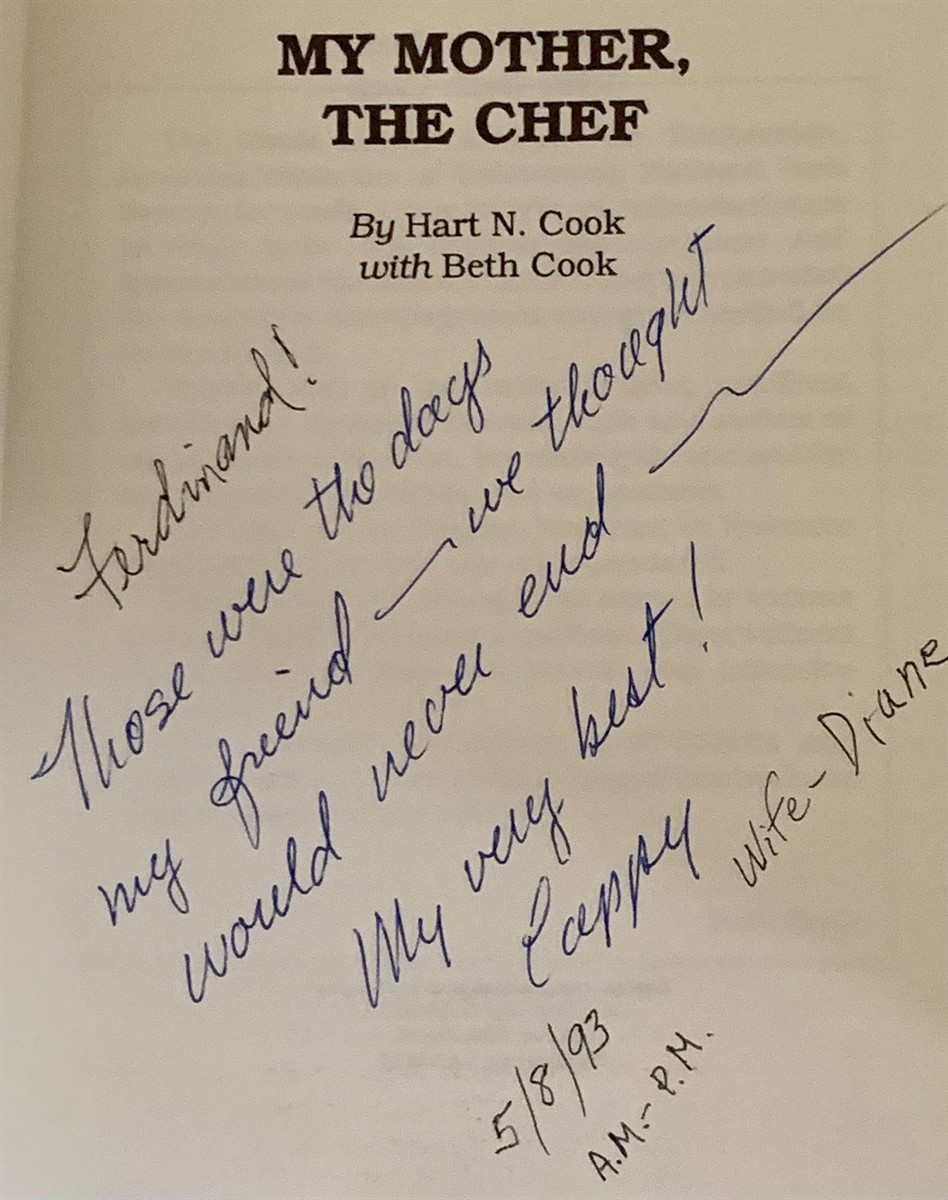 MY MOTHER,
THE CHEF
By Hart N. Cook
with Beth Cook
Ferdinand!
Those were the days
my friend — we thought
would never end —
My very best!
Cappy
Wife- Diane
5/8/93
A.M.- P.M.